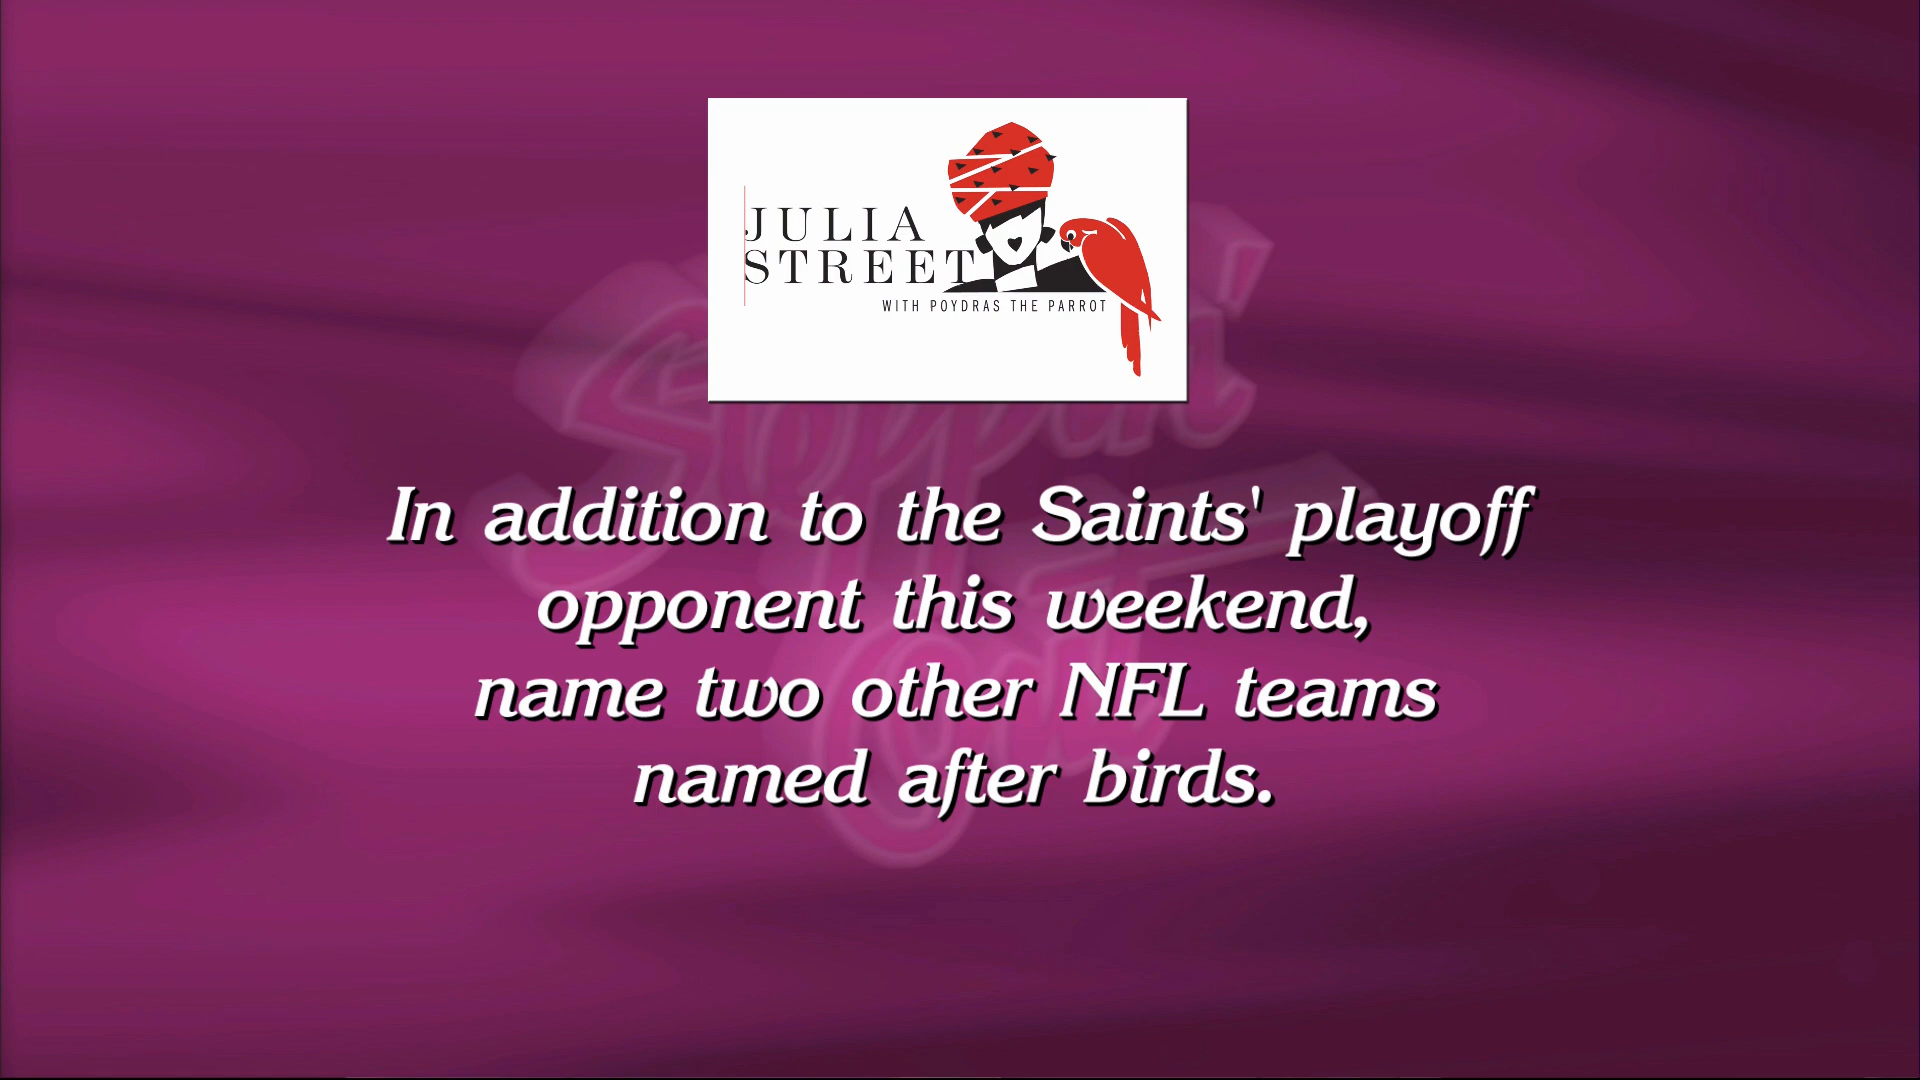 JULIA
STREET
WITH POYDRAS THE PARROT
In addition to the Saints' playoff
opponent this weekend,
name two other NFL teams
named after birds.